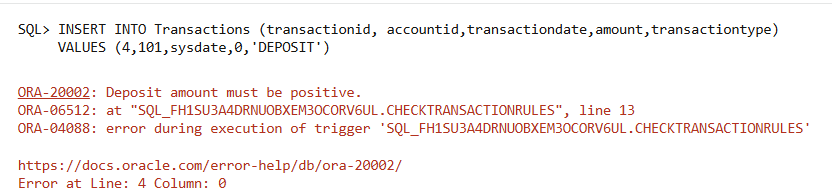 SQL> INSERT INTO Transactions (transactionid, accountid,transactiondate,amount,transactiontype)
VALUES (4,101,sysdate,0,'DEPOSIT')
ORA-20002: Deposit amount must be positive.
ORA-06512: at "SQL_FH1SU3A4DRNUOBXEM3OCORV6UL.CHECKTRANSACTIONRULES", line 13
ORA-04088: error during execution of trigger 'SQL_FH1SU3A4DRNUOBXEM3OCORV6UL.CHECKTRANSACTIONRULES'
https://docs.oracle.com/error-help/db/ora-20002/
Error at Line: 4 Column: 0